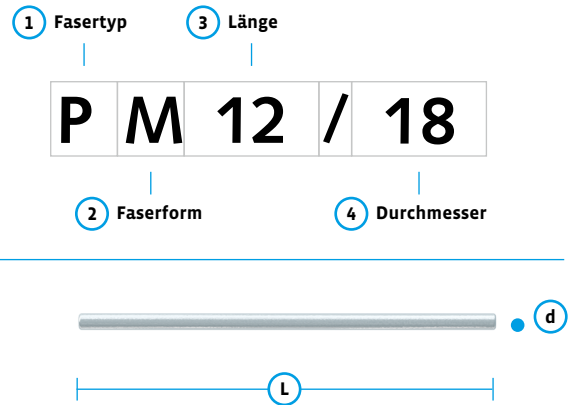 1 Fasertyp 3 Länge
P M 12 / 18
2 Faserform 4 Durchmesser
d
L